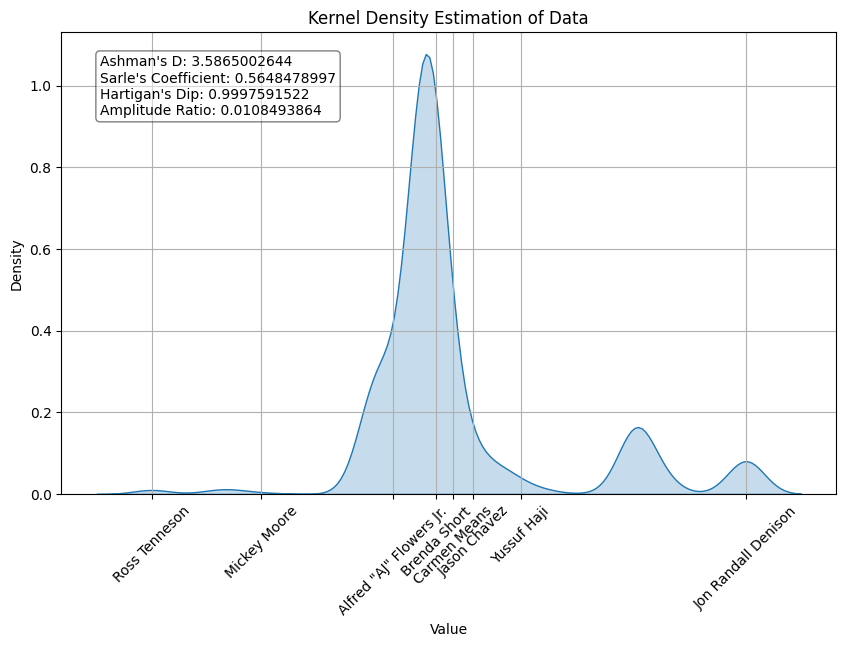 Kernel Density Estimation of Data
Ashman's D: 3.5865002644
Sarle's Coefficient: 0.5648478997
Hartigan's Dip: 0.9997591522
Amplitude Ratio: 0.0108493864
Density
1.0
0.8
0.6
0.4
0.2
0.0
Ross Tenneson
Mickey Moore
Alfred "AJ" Flowers Jr.
Brenda Short
Carmen Means
Jason Chavez
Yussuf Haji
Jon Randall Denison
Value